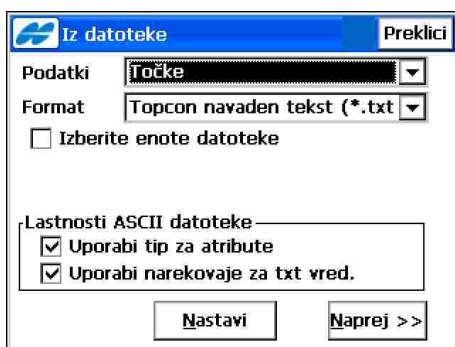 Iz datoteke Preklici
Podatki Točke
Format Topcon navaden tekst (*.txt
Izberite enote datoteke
Lastnosti ASCII datoteke
Uporabi tip za atribute
Uporabi narekovaje za txt vred.
Nastavi Naprej >>